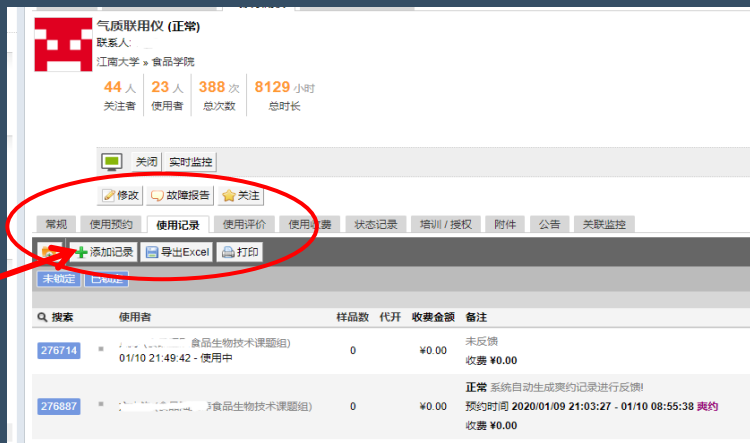 气质联用仪 (正常)
联系人:
江南大学 » 食品学院
44 人 23 人 388 次 8129 小时
关注者 使用者 总次数 总时长
关闭 实时监控
修改 故障报告 关注
常规 使用预约 使用记录 使用评价 使用收费 状态记录 培训 / 授权 附件 公告 关联监控
添加记录 导出Excel 打印
未锁定 已锁定
搜索 使用者 样品数 代开 收费金额 备注
276714 食品生物技术课题组) 0 ¥0.00 未反馈
01/10 21:49:42 - 使用中
收费 ¥0.00
正常 系统自动生成爽约记录进行反馈!
276887 食品生物技术课题组) 0 ¥0.00 预约时间 2020/01/09 21:03:27 - 01/10 08:55:38 爽约
收费 ¥0.00